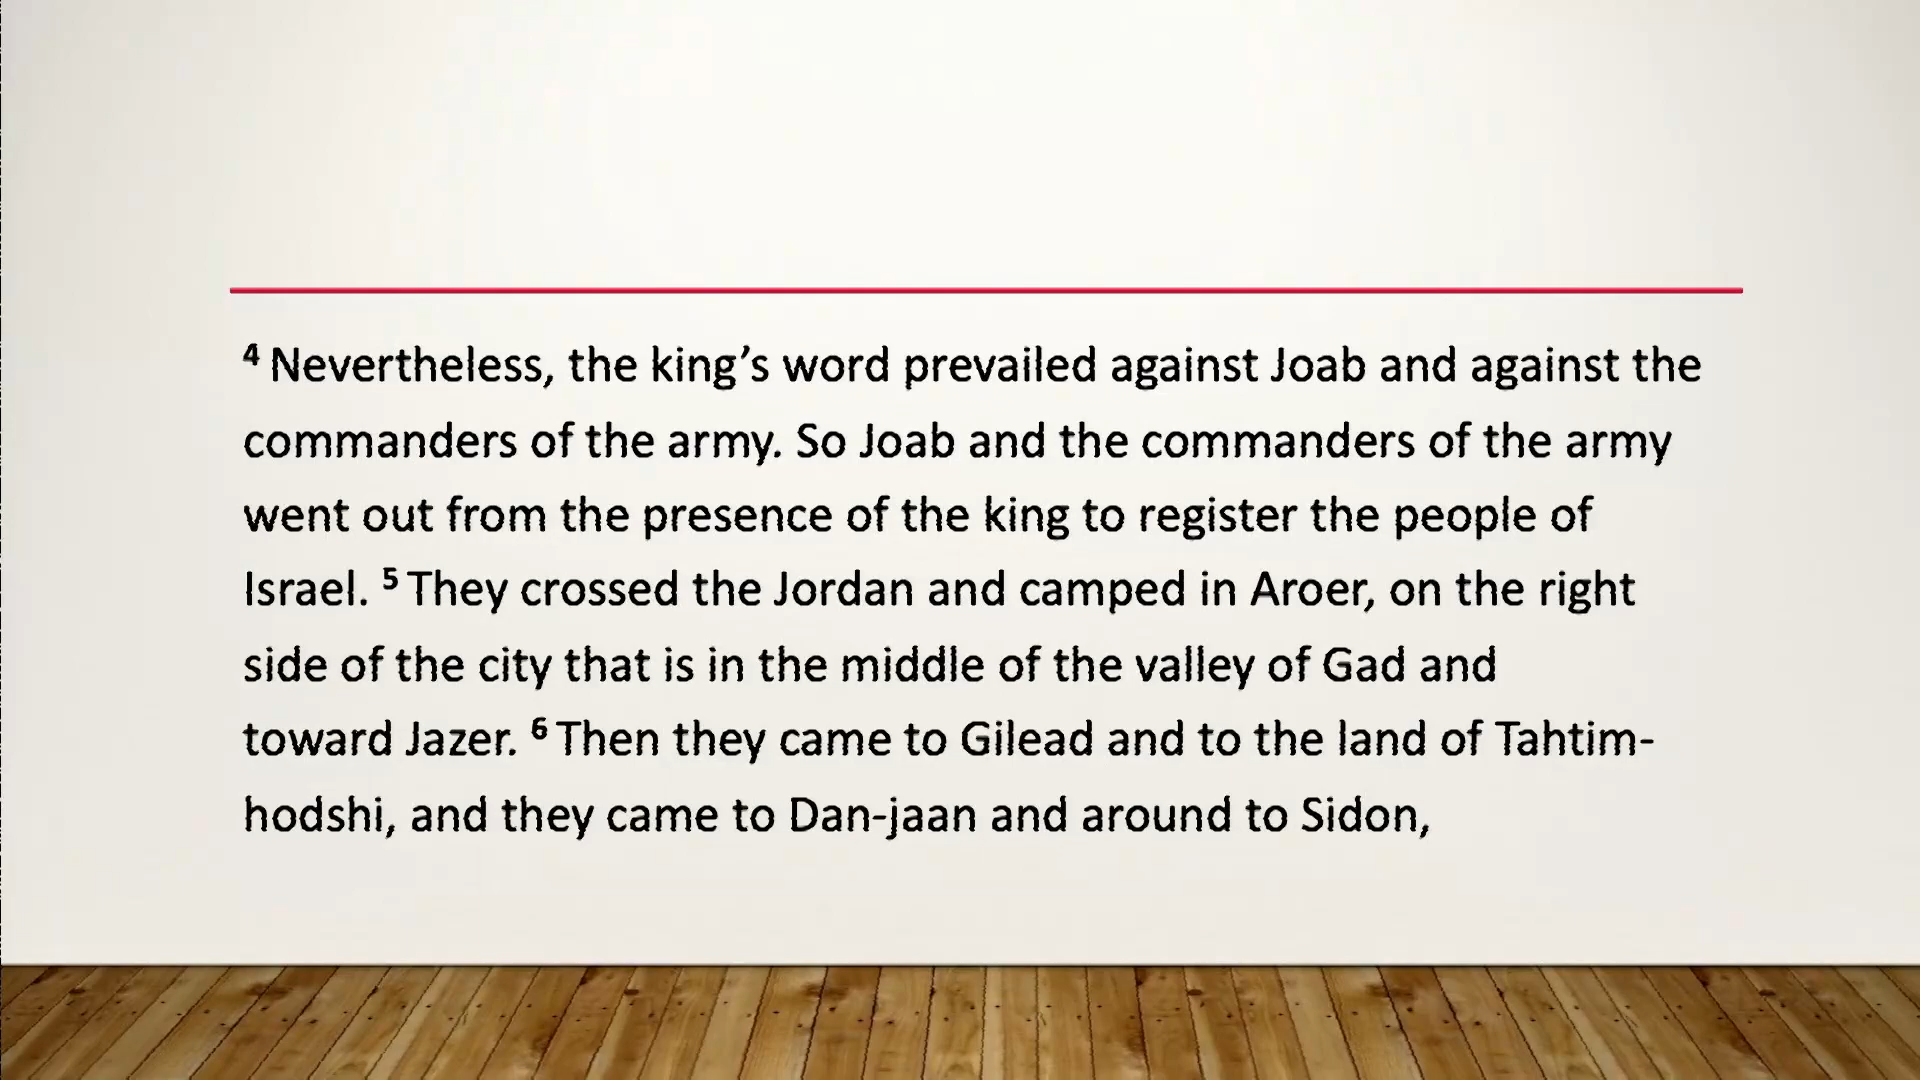 ⁴ Nevertheless, the king’s word prevailed against Joab and against the
commanders of the army. So Joab and the commanders of the army
went out from the presence of the king to register the people of
Israel. ⁵ They crossed the Jordan and camped in Aroer, on the right
side of the city that is in the middle of the valley of Gad and
toward Jazer. ⁶ Then they came to Gilead and to the land of Tahtim-
hodshi, and they came to Dan-jaan and around to Sidon,